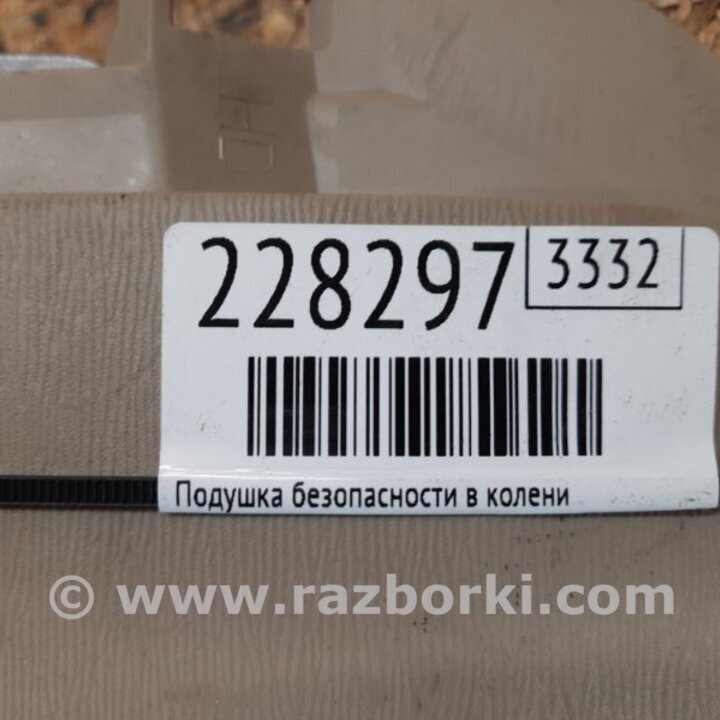 228297
3332
Подушка безопасности в колени
© www.razborki.com